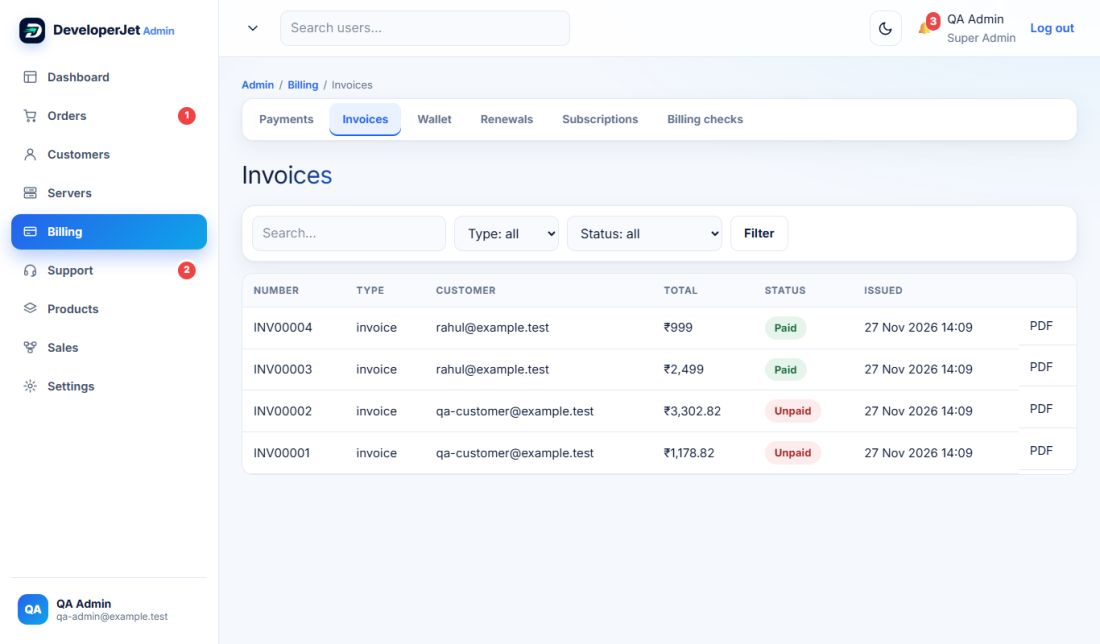 DeveloperJet Admin
Search users...
3
QA Admin
Super Admin
Log out
Dashboard
Orders 1
Customers
Servers
Billing
Support 2
Products
Sales
Settings
QA
QA Admin
qa-admin@example.test
Admin / Billing / Invoices
Payments Invoices Wallet Renewals Subscriptions Billing checks
Invoices
Search... Type: all Status: all Filter
NUMBER TYPE CUSTOMER TOTAL STATUS ISSUED
INV00004 invoice rahul@example.test ₹999 Paid 27 Nov 2026 14:09 PDF
INV00003 invoice rahul@example.test ₹2,499 Paid 27 Nov 2026 14:09 PDF
INV00002 invoice qa-customer@example.test ₹3,302.82 Unpaid 27 Nov 2026 14:09 PDF
INV00001 invoice qa-customer@example.test ₹1,178.82 Unpaid 27 Nov 2026 14:09 PDF